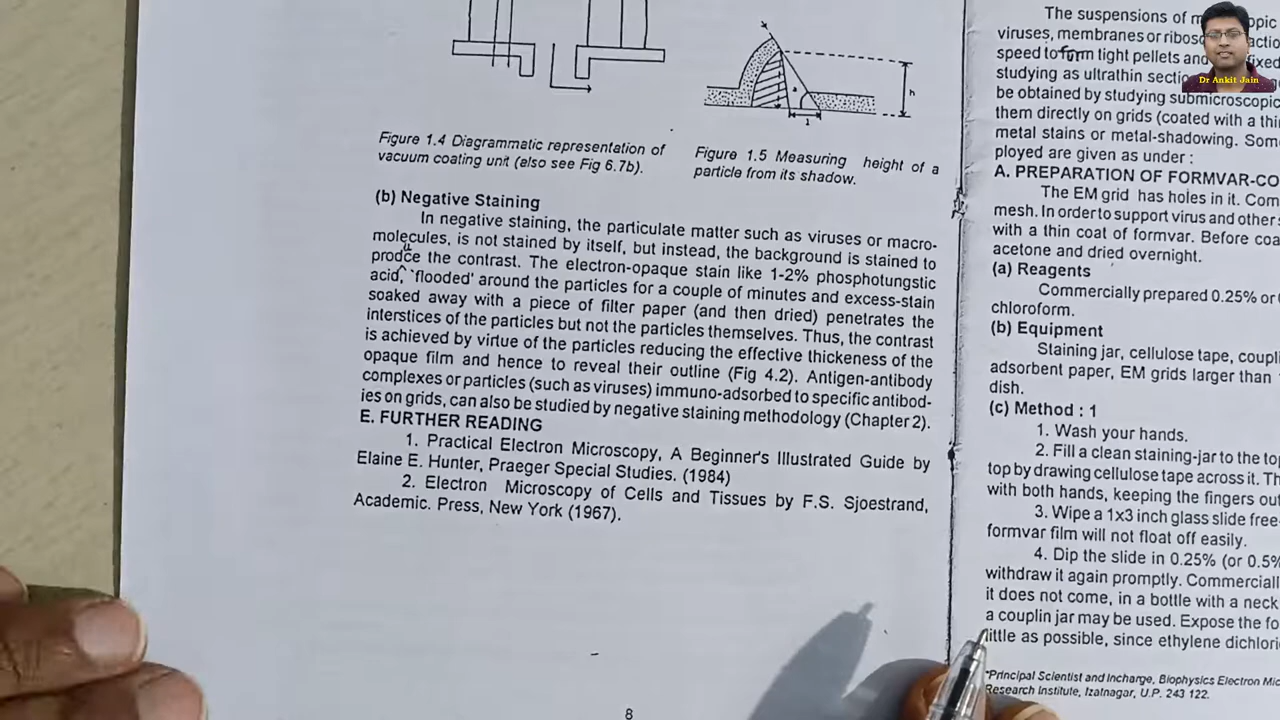 Figure 1.4 Diagrammatic representation of
vacuum coating unit (also see Fig 6.7b).
h
a
Figure 1.5 Measuring height of a
particle from its shadow.
(b) Negative Staining
In negative staining, the particulate matter such as viruses or macro-
molecules, is not stained by itself, but instead, the background is stained to
prodce the contrast. The electron-opaque stain like 1-2% phosphotungstic
acid, 'flooded' around the particles for a couple of minutes and excess-stain
soaked away with a piece of filter paper (and then dried) penetrates the
interstices of the particles but not the particles themselves. Thus, the contrast
is achieved by virtue of the particles reducing the effective thickness of the
opaque film and hence to reveal their outline (Fig 4.2). Antigen-antibody
complexes or particles (such as viruses) immuno-adsorbed to specific antibod-
ies on grids, can also be studied by negative staining methodology (Chapter 2).
E. FURTHER READING
1. Practical Electron Microscopy, A Beginner's Illustrated Guide by
Elaine E. Hunter, Praeger Special Studies. (1984)
2. Electron Microscopy of Cells and Tissues by F.S. Sjoestrand,
Academic. Press, New York (1967).
8
The suspensions of
viruses, membranes or
speed to form tight pellets and
studying as ultrathin
be obtained by studying submicroscopic
them directly on grids (coated with a
metal stains or metal-shadowing.
ployed are given as under :
A. PREPARATION OF
The EM grid has holes in it.
mesh. In order to support virus and other
with a thin coat of formvar. Before
acetone and dried overnight.
(a) Reagents
Commercially prepared 0.25% or
chloroform.
(b) Equipment
Staining jar, cellulose tape,
adsorbent paper, EM grids larger than
dish.
(c) Method : 1
1. Wash your hands.
2. Fill a clean staining-jar to the
top by drawing cellulose tape across it.
with both hands, keeping the fingers
3. Wipe a 1x3 inch glass slide
formvar film will not float off easily.
4. Dip the slide in 0.25% (or 0.5%
withdraw it again promptly.
it does not come, in a bottle with a neck
a couplin jar may be used. Expose the
little as possible, since ethylene
*Principal Scientist and Incharge, Biophysics Electron
Research Institute, Izatnagar, U.P. 243 122.
Dr Ankit Jain